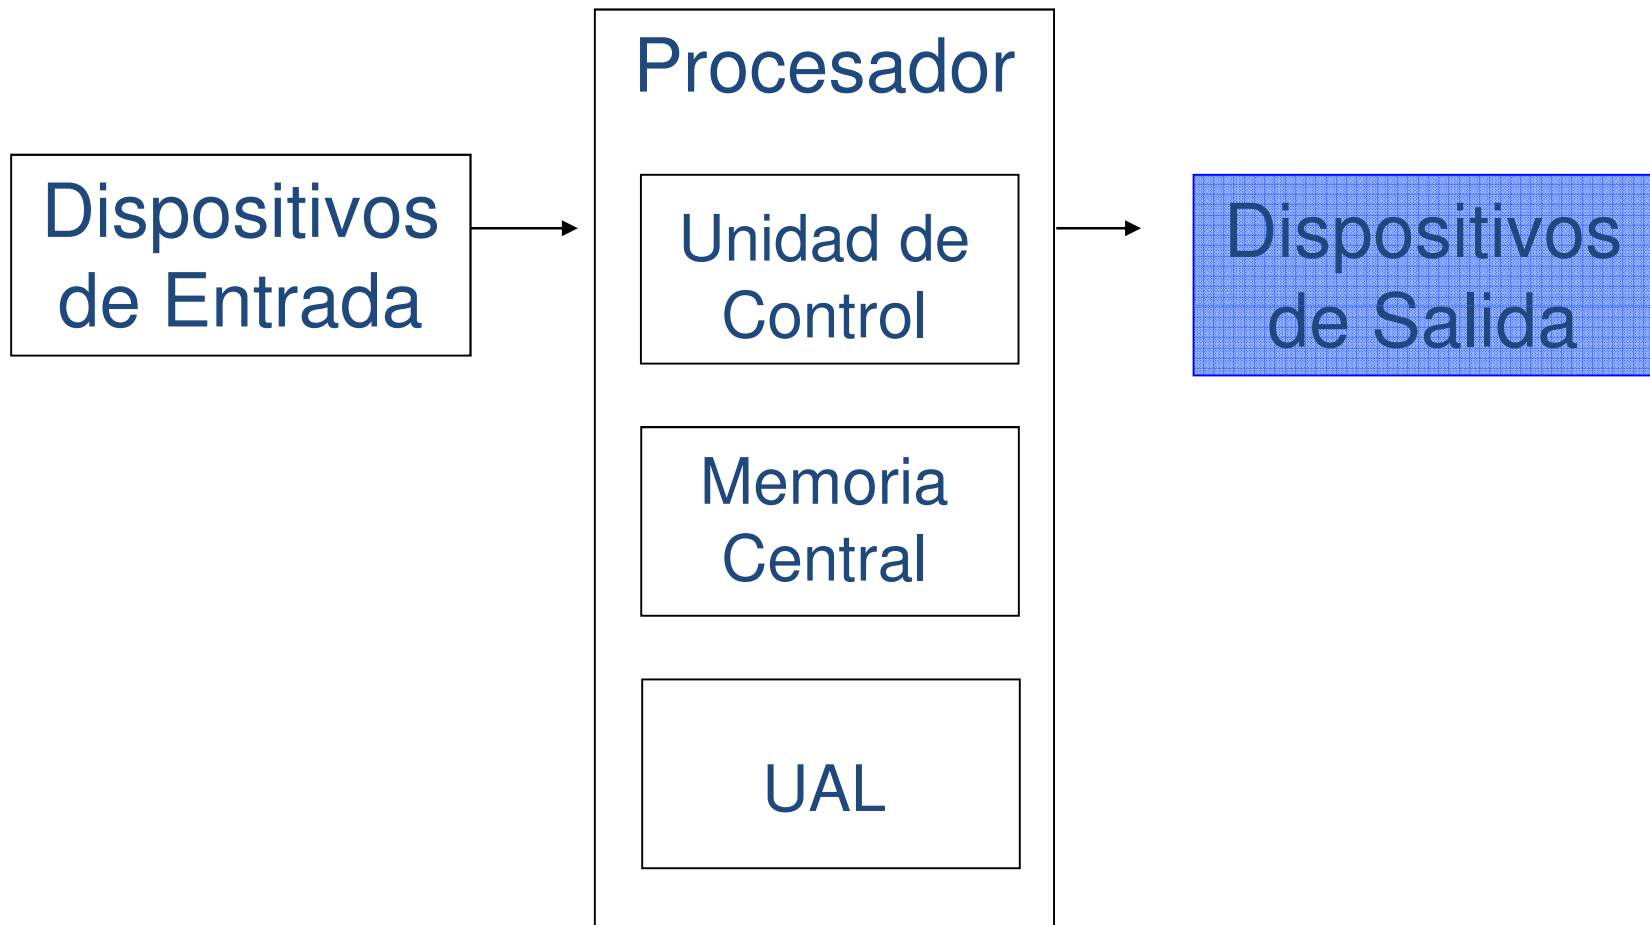 Procesador
Dispositivos
de Entrada
Unidad de
Control
Memoria
Central
UAL
Dispositivos
de Salida